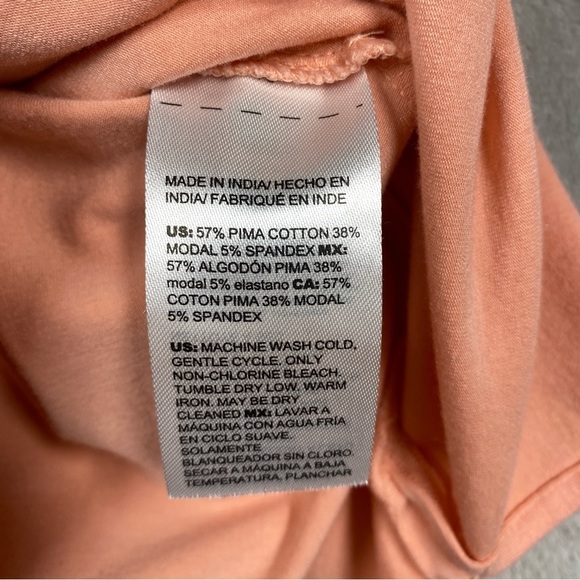 MADE IN INDIA/ HECHO EN
INDIA/ FABRIQUÉ EN INDE
US: 57% PIMA COTTON 38%
MODAL 5% SPANDEX MX:
57% ALGODÓN PIMA 38%
modal 5% elastano CA: 57%
COTON PIMA 38% MODAL
5% SPANDEX
US: MACHINE WASH COLD,
GENTLE CYCLE. ONLY
NON-CHLORINE BLEACH.
TUMBLE DRY LOW. WARM
IRON. MAY BE DRY
CLEANED MX: LAVAR A
MÁQUINA CON AGUA FRÍA
EN CICLO SUAVE.
SOLAMENTE
BLANQUEADOR SIN CLORO.
SECAR A MÁQUINA A BAJA
TEMPERATURA, PLANCHAR